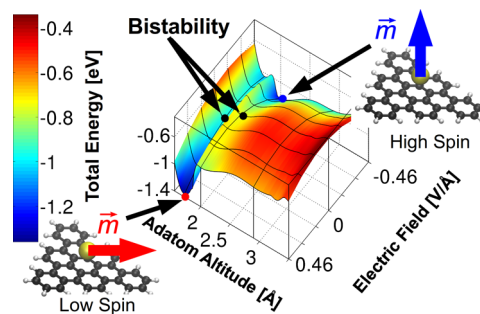 -0.4
-0.6
-0.8
-1
-1.2
Total Energy [eV]
Bistability
m
High Spin
-0.6
-1
-1.4
2
2.5
3
Adatom Altitude [Å]
-0.46
0
0.46
Electric Field [V/Å]
m
Low Spin